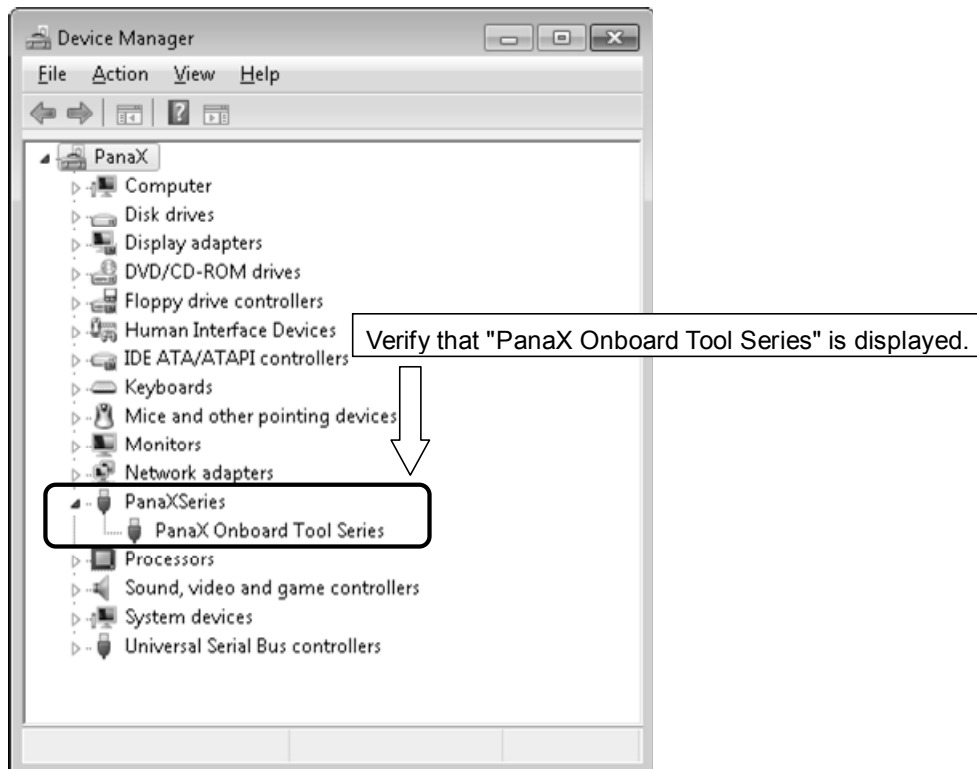 Device Manager
File Action View Help
PanaX
Computer
Disk drives
Display adapters
DVD/CD-ROM drives
Floppy drive controllers
Human Interface Devices
Verify that "PanaX Onboard Tool Series" is displayed.
IDE ATA/ATAPI controllers
Keyboards
Mice and other pointing devices
Monitors
Network adapters
PanaXSeries
PanaX Onboard Tool Series
Processors
Sound, video and game controllers
System devices
Universal Serial Bus controllers